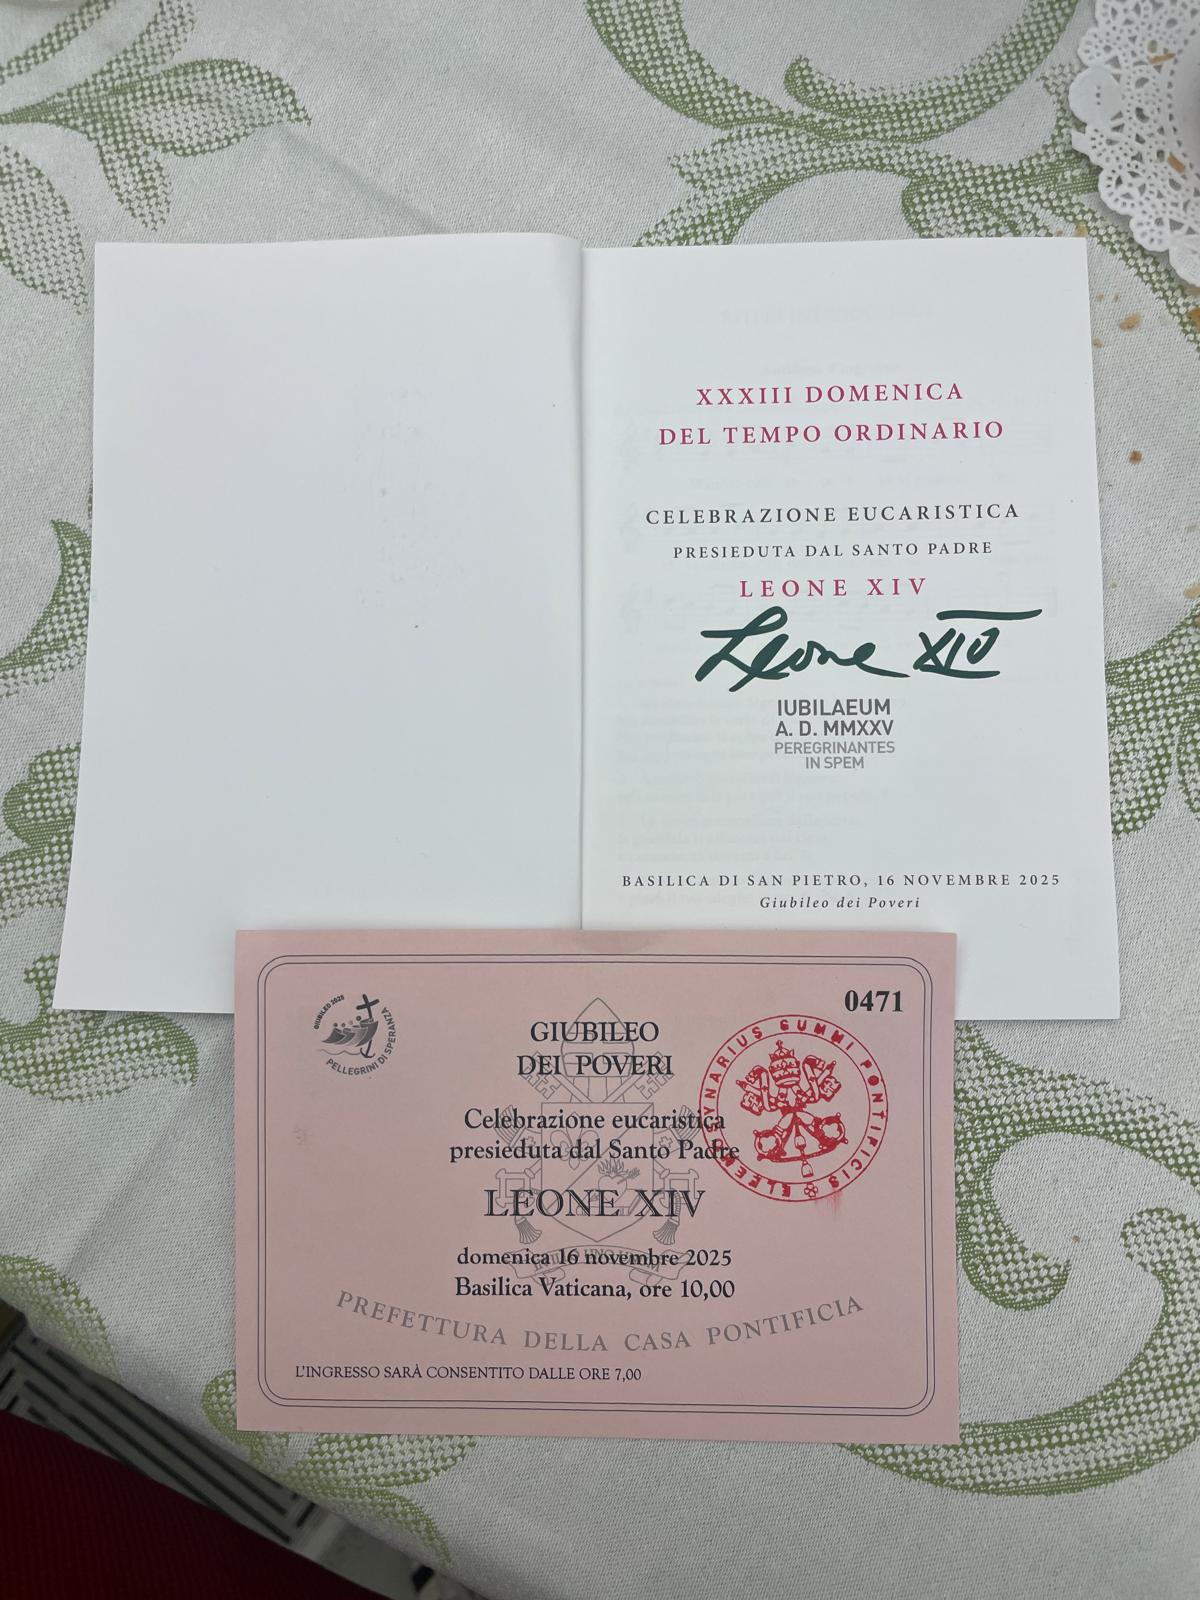 XXXIII DOMENICA
DEL TEMPO ORDINARIO
CELEBRAZIONE EUCARISTICA
PRESIEDUTA DAL SANTO PADRE
LEONE XIV
Leone XIV
IUBILAEUM
A. D. MMXXV
PEREGRINANTES
IN SPEM
BASILICA DI SAN PIETRO, 16 NOVEMBRE 2025
Giubileo dei Poveri
0471
GIUBILEO 2025
PELLEGRINI DI SPERANZA
GIUBILEO
DEI POVERI
ELEEMOSYNARIUS SUMMI PONTIFICIS
Celebrazione eucaristica
presieduta dal Santo Padre
LEONE XIV
domenica 16 novembre 2025
Basilica Vaticana, ore 10,00
PREFETTURA DELLA CASA PONTIFICIA
L'INGRESSO SARÀ CONSENTITO DALLE ORE 7,00